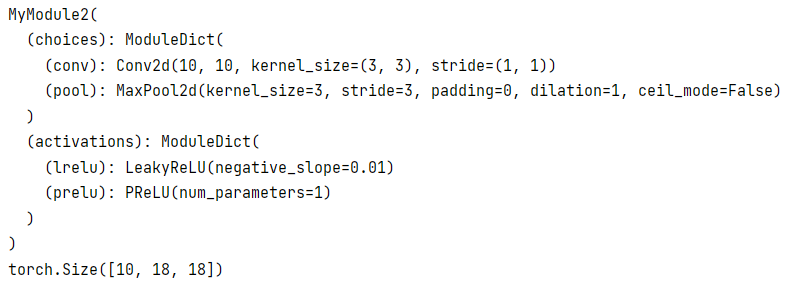 MyModule2(
  (choices): ModuleDict(
    (conv): Conv2d(10, 10, kernel_size=(3, 3), stride=(1, 1))
    (pool): MaxPool2d(kernel_size=3, stride=3, padding=0, dilation=1, ceil_mode=False)
  )
  (activations): ModuleDict(
    (lrelu): LeakyReLU(negative_slope=0.01)
    (prelu): PReLU(num_parameters=1)
  )
)
torch.Size([10, 18, 18])